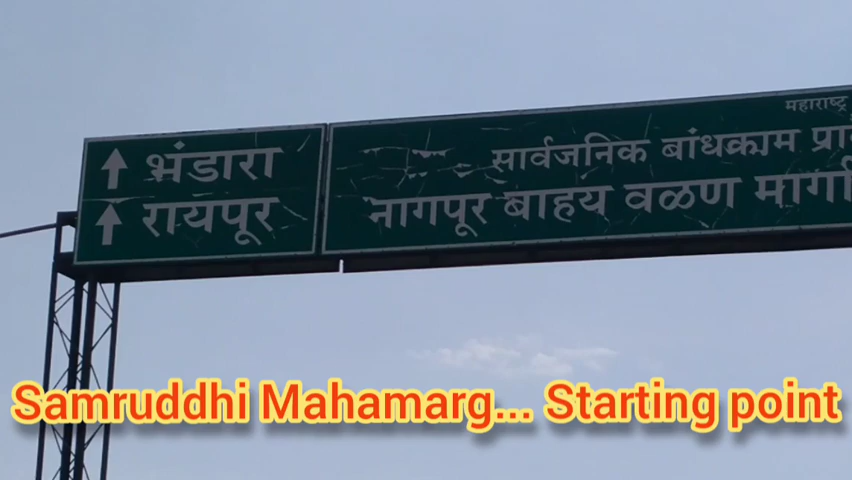 भंडारा
रायपूर
महाराष्ट्र
सार्वजनिक बांधकाम
नागपूर बाहय वळण
Samruddhi Mahamarg... Starting point